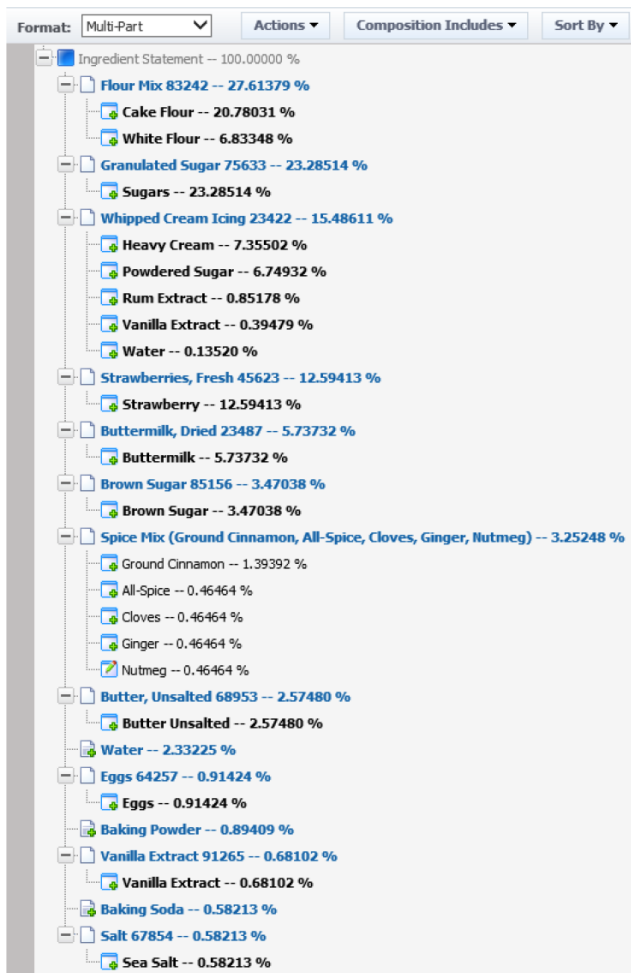 Format: Multi-Part Actions Composition Includes Sort By
Ingredient Statement -- 100.00000 %
Flour Mix 83242 -- 27.61379 %
Cake Flour -- 20.78031 %
White Flour -- 6.83348 %
Granulated Sugar 75633 -- 23.28514 %
Sugars -- 23.28514 %
Whipped Cream Icing 23422 -- 15.48611 %
Heavy Cream -- 7.35502 %
Powdered Sugar -- 6.74932 %
Rum Extract -- 0.85178 %
Vanilla Extract -- 0.39479 %
Water -- 0.13520 %
Strawberries, Fresh 45623 -- 12.59413 %
Strawberry -- 12.59413 %
Buttermilk, Dried 23487 -- 5.73732 %
Buttermilk -- 5.73732 %
Brown Sugar 85156 -- 3.47038 %
Brown Sugar -- 3.47038 %
Spice Mix (Ground Cinnamon, All-Spice, Cloves, Ginger, Nutmeg) -- 3.25248 %
Ground Cinnamon -- 1.39392 %
All-Spice -- 0.46464 %
Cloves -- 0.46464 %
Ginger -- 0.46464 %
Nutmeg -- 0.46464 %
Butter, Unsalted 68953 -- 2.57480 %
Butter Unsalted -- 2.57480 %
Water -- 2.33225 %
Eggs 64257 -- 0.91424 %
Eggs -- 0.91424 %
Baking Powder -- 0.89409 %
Vanilla Extract 91265 -- 0.68102 %
Vanilla Extract -- 0.68102 %
Baking Soda -- 0.58213 %
Salt 67854 -- 0.58213 %
Sea Salt -- 0.58213 %